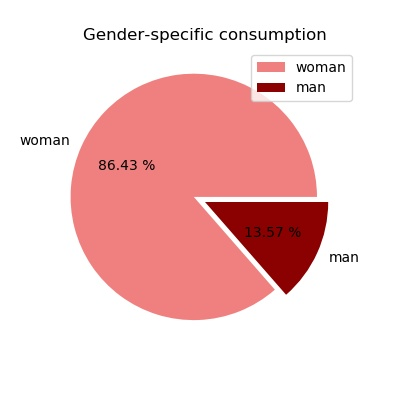 Gender-specific consumption
woman
man
woman
86.43 %
13.57 %
man